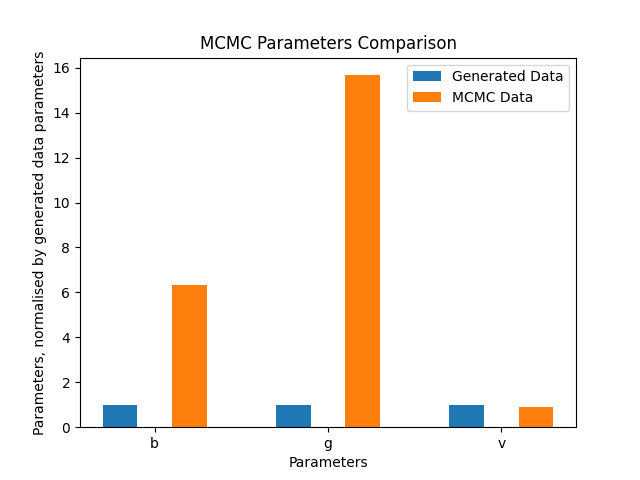 MCMC Parameters Comparison
Parameters, normalised by generated data parameters
16
14
12
10
8
6
4
2
0
Generated Data
MCMC Data
b
g
v
Parameters